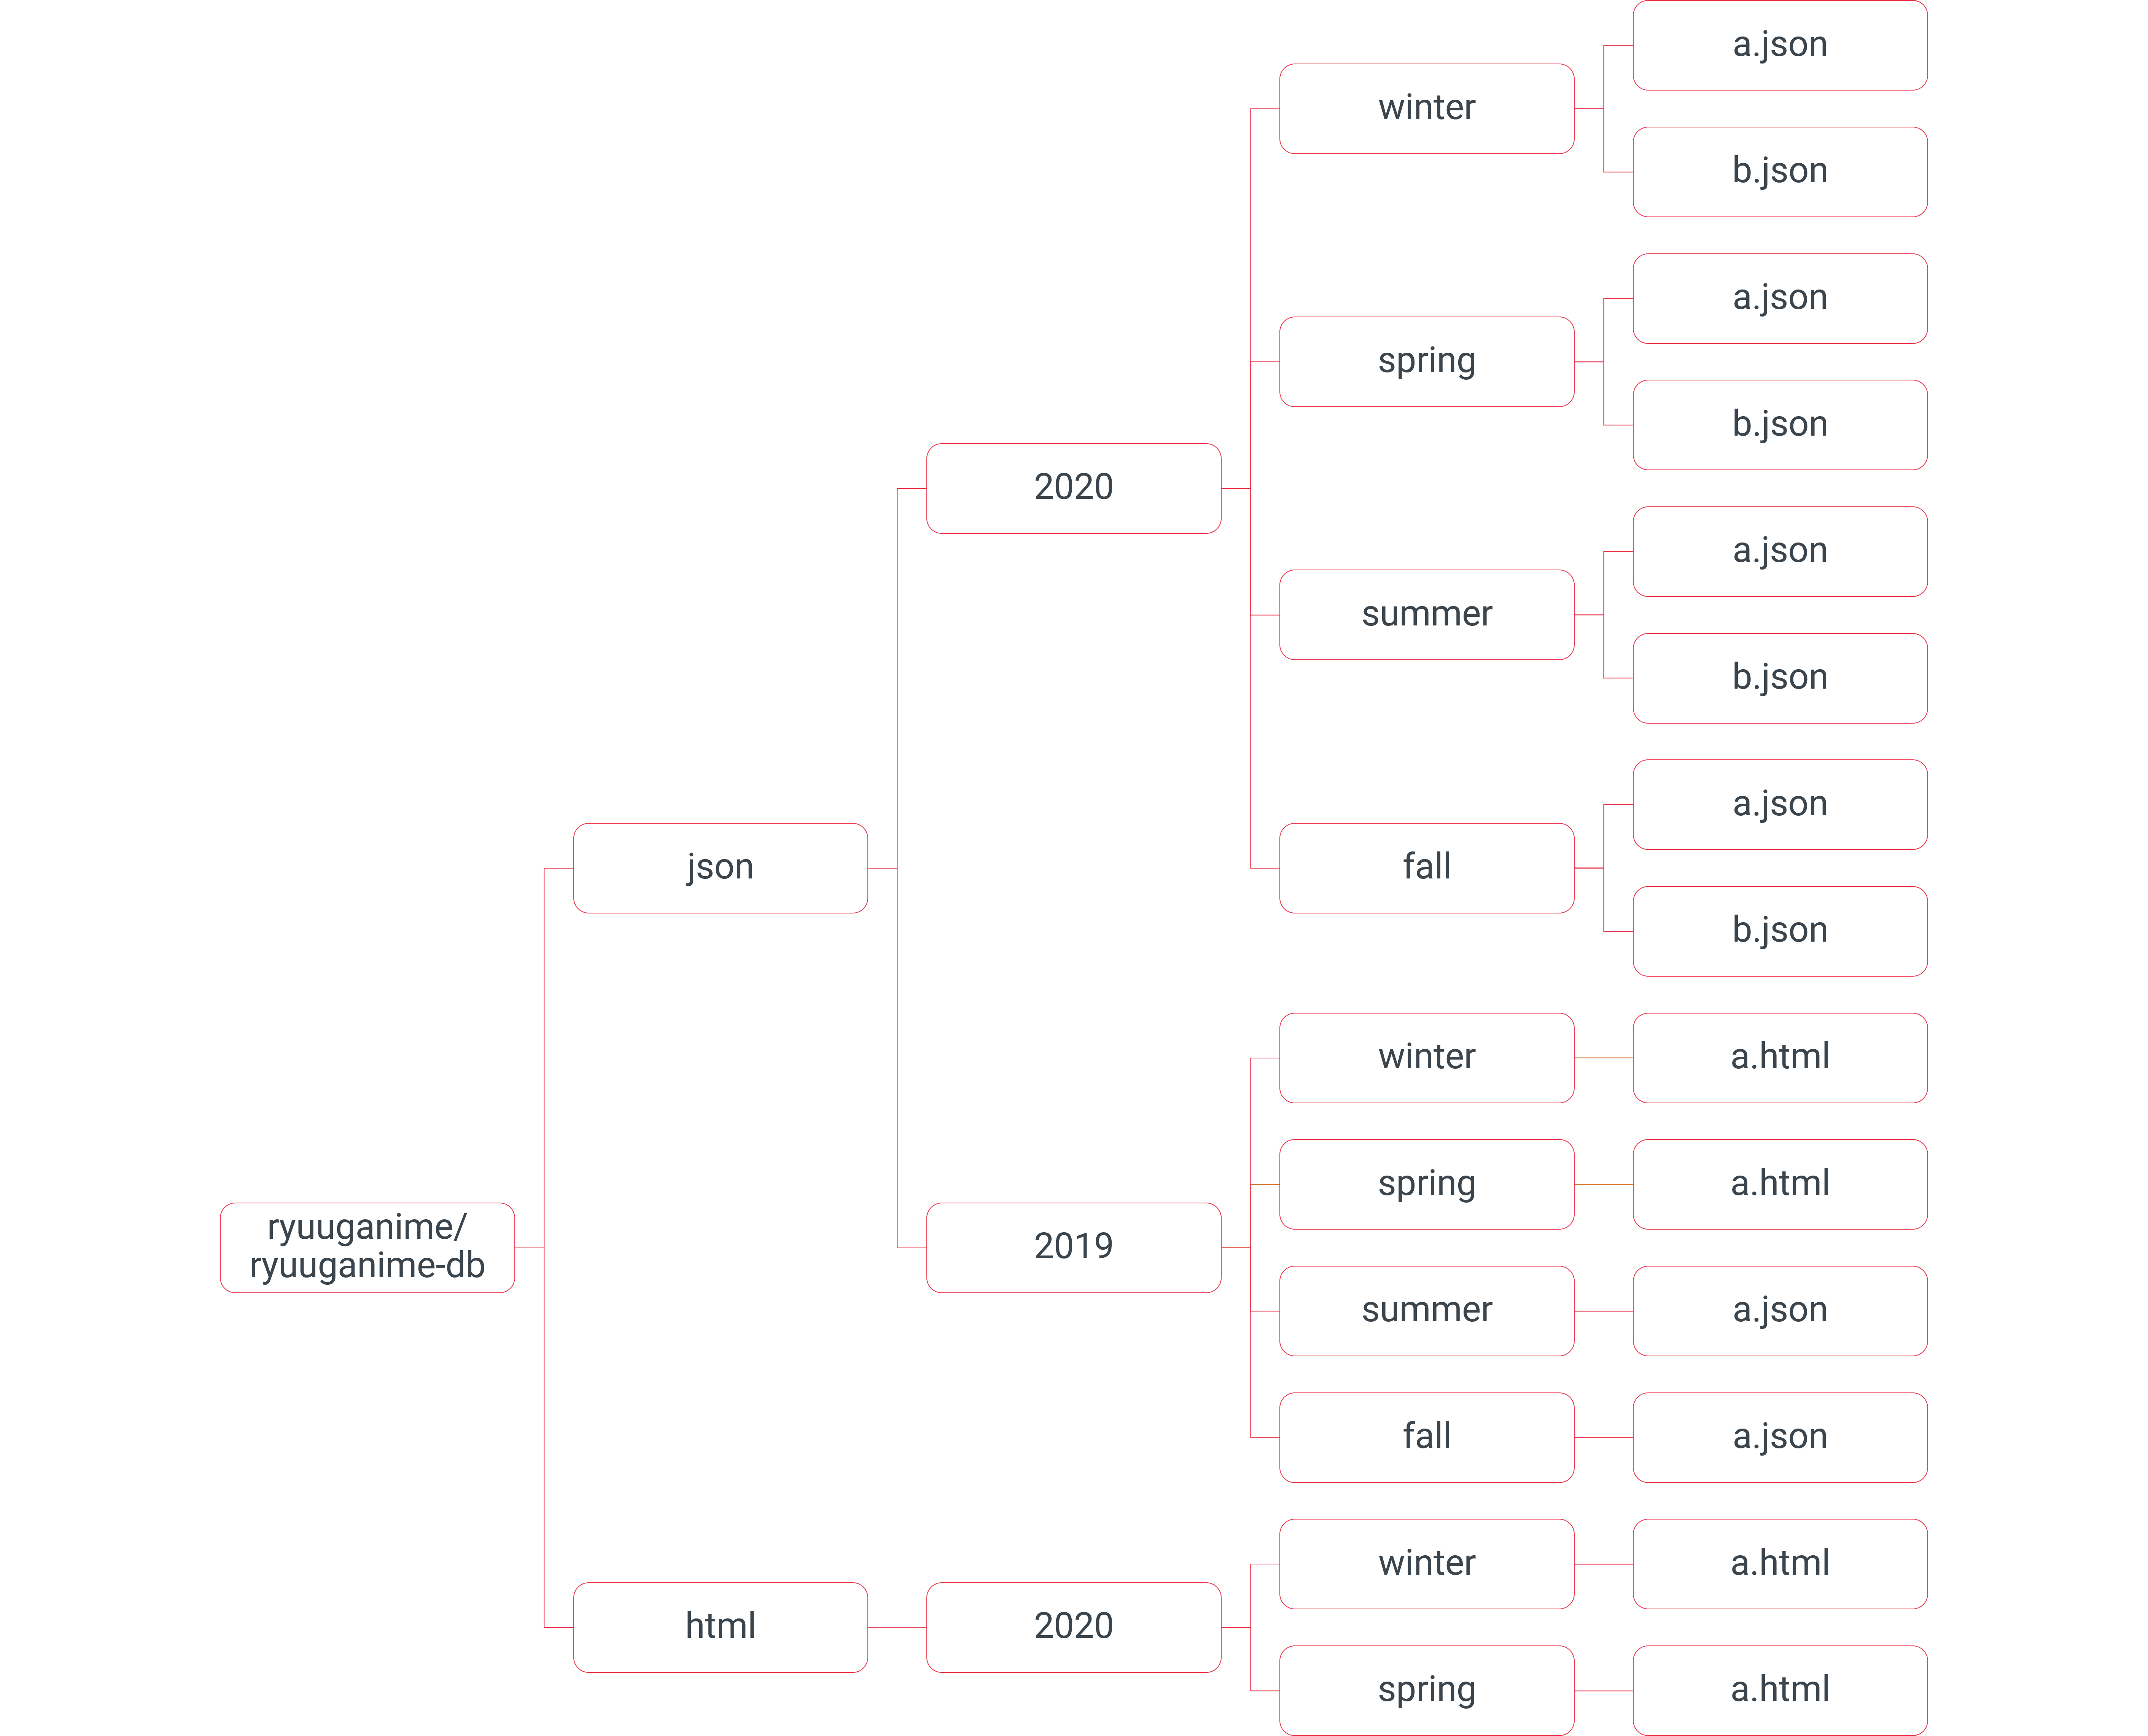 a.json
winter
b.json
a.json
spring
b.json
2020
a.json
summer
b.json
a.json
json
fall
b.json
winter
a.html
spring
a.html
ryuuganime/
ryuuganime-db
2019
summer
a.json
fall
a.json
winter
a.html
html
2020
spring
a.html